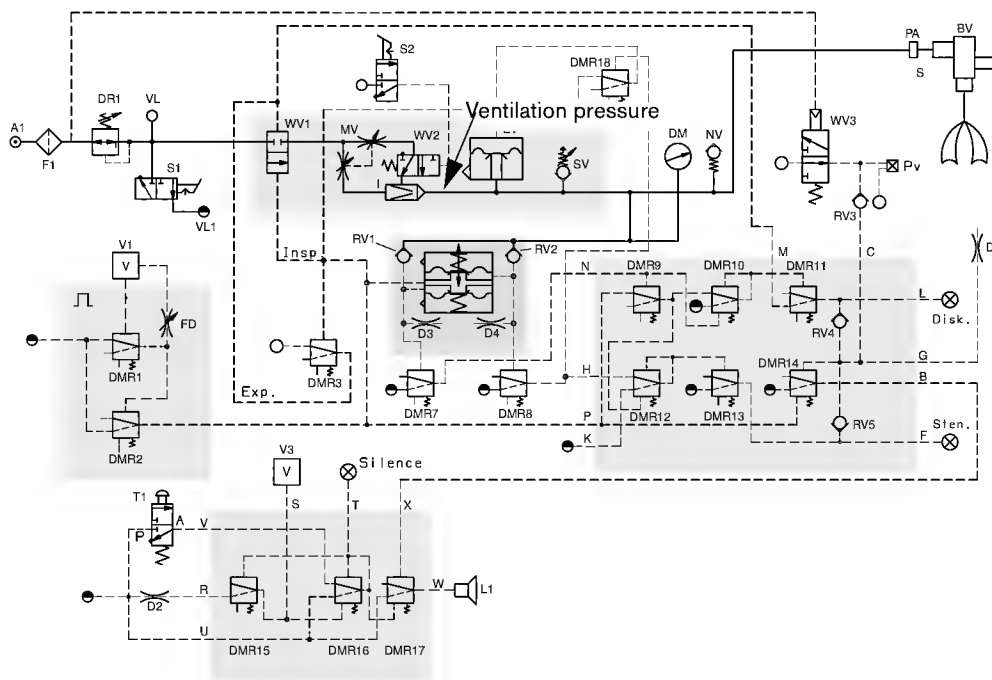 S2
PA
BV
S
DMR18
DR1
VL
WV1
MV
WV2
Ventilation pressure
DM
NV
WV3
A1
F1
S1
SV
Pv
VL1
I
RV3
V1
V
Insp.
RV1
RV2
N
DMR9
DMR10
M
DMR11
C
D
FD
L
Disk.
RV4
D3
D4
DMR1
DMR3
DMR14
G
H
B
Exp.
DMR7
DMR8
DMR12
DMR13
P
RV5
F
Sten.
DMR2
K
V3
V
Silence
T1
A
P
V
S
T
X
R
D2
W
L1
U
DMR15
DMR16
DMR17